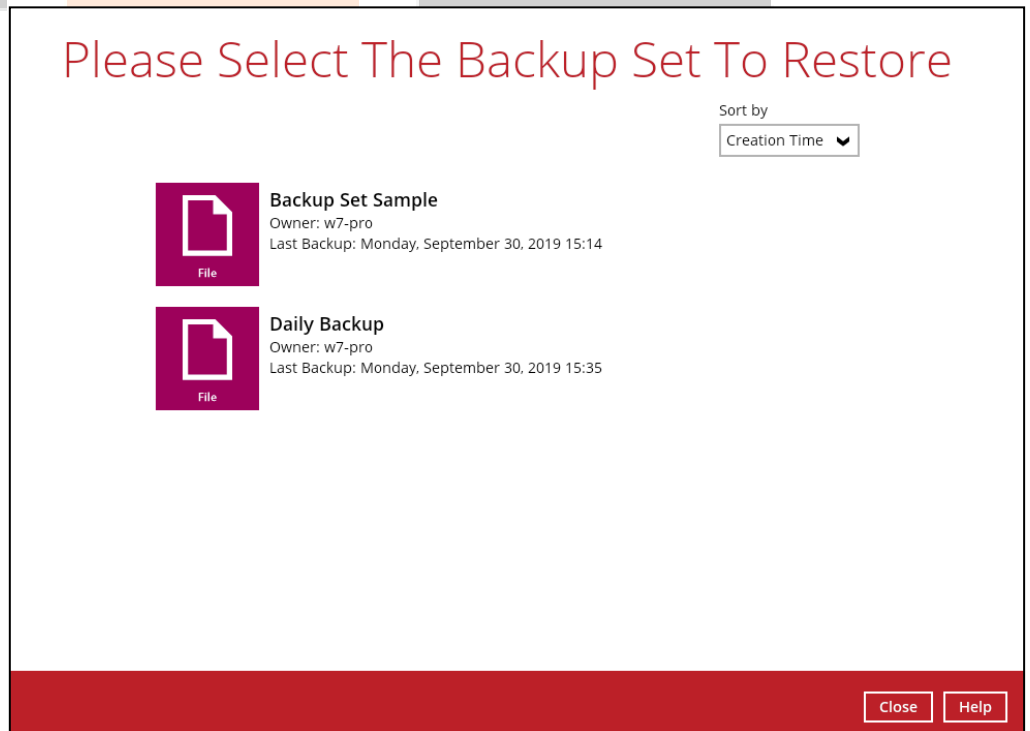 Please Select The Backup Set To Restore
Sort by
Creation Time
Backup Set Sample
Owner: w7-pro
Last Backup: Monday, September 30, 2019 15:14
File
Daily Backup
Owner: w7-pro
Last Backup: Monday, September 30, 2019 15:35
File
Close Help